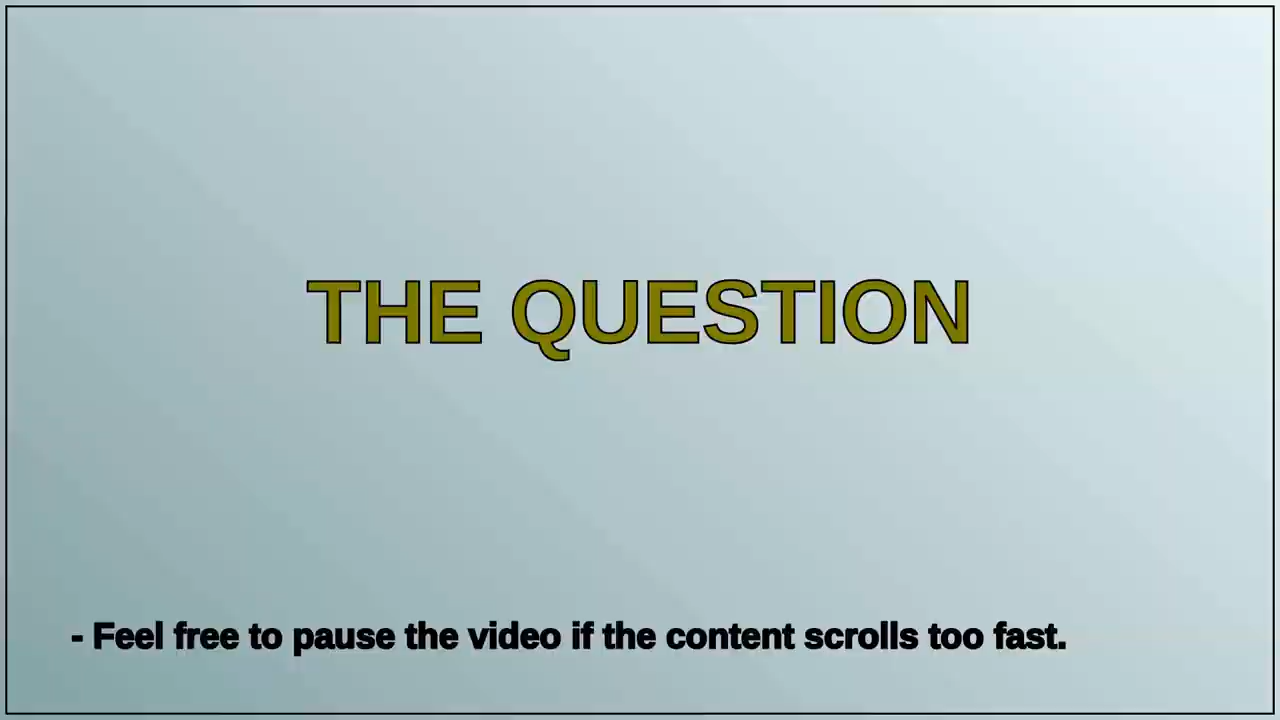 THE QUESTION
- Feel free to pause the video if the content scrolls too fast.